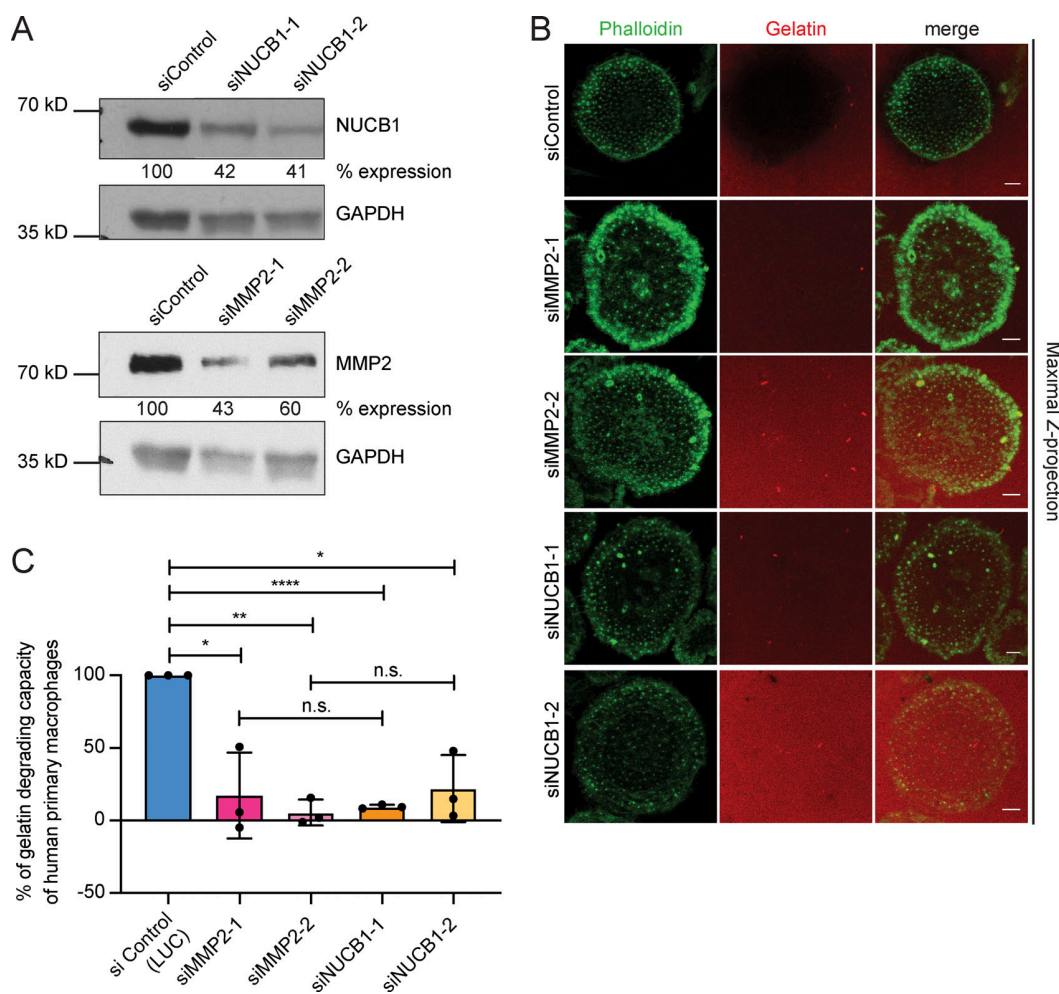 A
siControl
siNUCB1-1
siNUCB1-2
70 kD
NUCB1
100 42 41 % expression
GAPDH
35 kD
siControl
siMMP2-1
siMMP2-2
MMP2
70 kD
100 43 60 % expression
GAPDH
35 kD
B
Phalloidin Gelatin merge
siControl
siMMP2-1
siMMP2-2
siNUCB1-1
siNUCB1-2
Maximal Z-projection
C
% of gelatin degrading capacity
of human primary macrophages
*
****
**
*
n.s.
n.s.
100
50
0
-50
si Control
(LUC)
siMMP2-1
siMMP2-2
siNUCB1-1
siNUCB1-2